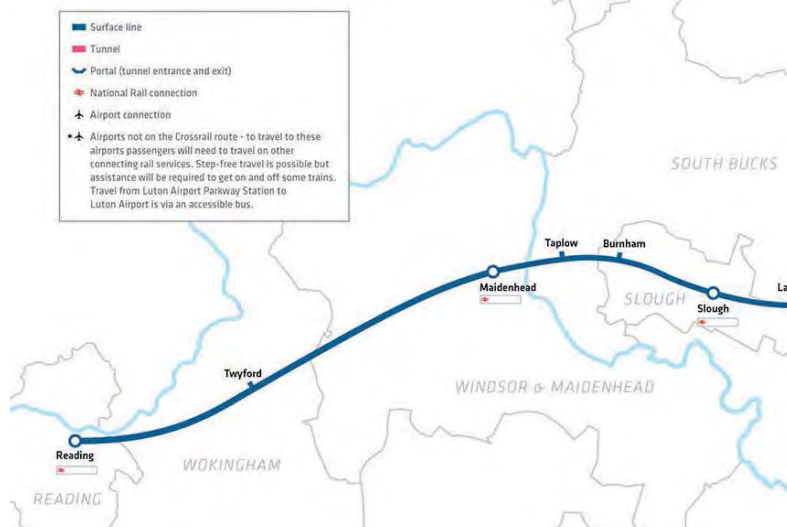 Surface line
Tunnel
Portal (tunnel entrance and exit)
National Rail connection
Airport connection
* Airports not on the Crossrail route - to travel to these
airports passengers will need to travel on other
connecting rail services. Step-free travel is possible but
assistance will be required to get on and off some trains.
Travel from Luton Airport Parkway Station to
Luton Airport is via an accessible bus.
SOUTH BUCKS
Taplow
Burnham
Maidenhead
SLOUGH
Slough
La
Twyford
WINDSOR & MAIDENHEAD
Reading
WOKINGHAM
READING